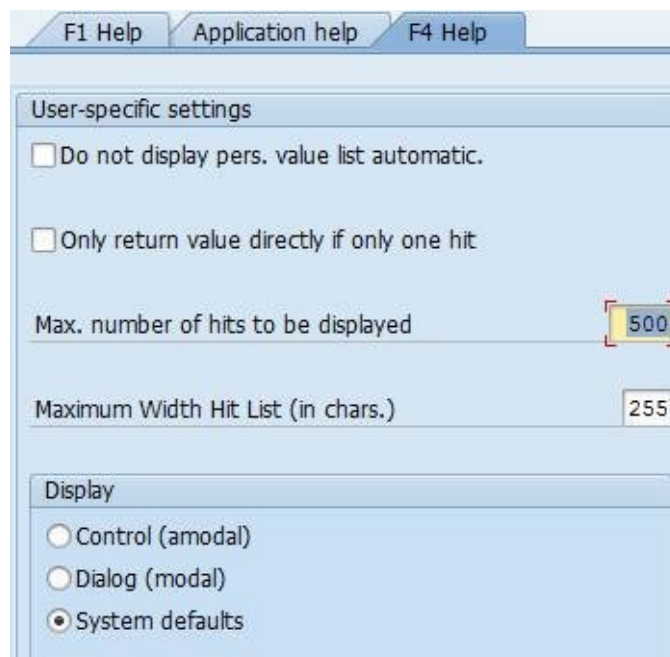 F1 Help Application help F4 Help
User-specific settings
Do not display pers. value list automatic.
Only return value directly if only one hit
Max. number of hits to be displayed 500
Maximum Width Hit List (in chars.) 255
Display
Control (amodal)
Dialog (modal)
System defaults